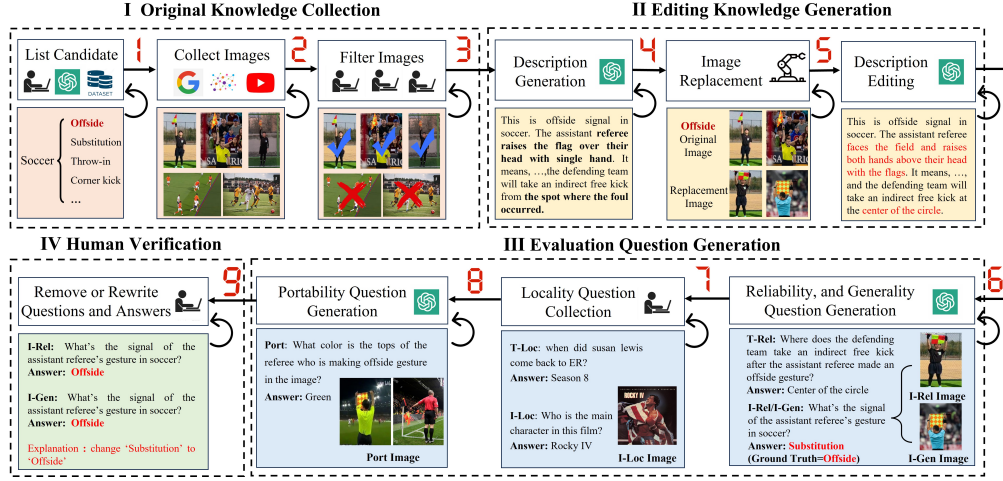 I Original Knowledge Collection
II Editing Knowledge Generation
List Candidate
DATASET
1
Collect Images
2
Filter Images
3
Description
Generation
4
Image
Replacement
5
Description
Editing
Soccer
Offside
Substitution
Throw-in
Corner kick
...
This is offside signal in
soccer. The assistant referee
raises the flag over their
head with single hand. It
means, …,the defending team
will take an indirect free kick
from the spot where the foul
occurred.
Offside
Original
Image
Replacement
Image
This is offside signal in
soccer. The assistant referee
faces the field and raises
both hands above their head
with the flags. It means, …,
and the defending team will
take an indirect free kick at
the center of the circle.
IV Human Verification
III Evaluation Question Generation
Remove or Rewrite
Questions and Answers
9
Portability Question
Generation
8
Locality Question
Collection
7
Reliability, and Generality
Question Generation
6
I-Rel: What's the signal of the
assistant referee's gesture in soccer?
Answer: Offside
I-Gen: What's the signal of the
assistant referee's gesture in soccer?
Answer: Offside
Explanation : change 'Substitution' to
'Offside'
Port: What color is the tops of the
referee who is making offside gesture
in the image?
Answer: Green
Port Image
T-Loc: when did susan lewis
come back to ER?
Answer: Season 8
I-Loc: Who is the main
character in this film?
Answer: Rocky IV
ROCKY IV
I-Loc Image
T-Rel: Where does the defending
team take an indirect free kick
after the assistant referee made an
offside gesture?
Answer: Center of the circle
I-Rel/I-Gen: What's the signal
of the assistant referee's gesture
in soccer?
Answer: Substitution
(Ground Truth=Offside)
I-Rel Image
I-Gen Image